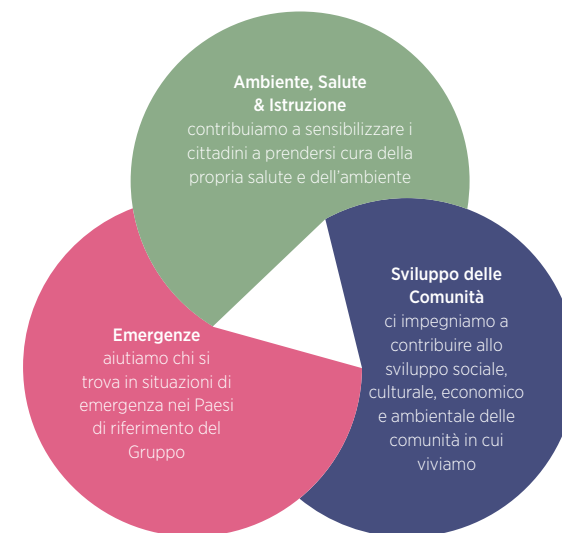 Ambiente, Salute
& Istruzione
contribuiamo a sensibilizzare i
cittadini a prendersi cura della
propria salute e dell'ambiente
Emergenze
aiutiamo chi si
trova in situazioni di
emergenza nei Paesi
di riferimento del
Gruppo
Sviluppo delle
Comunità
ci impegniamo a
contribuire allo
sviluppo sociale,
culturale, economico
e ambientale delle
comunità in cui
viviamo